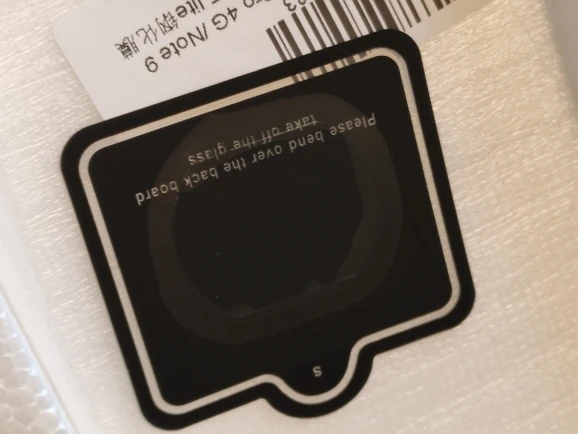 Please bend over the back board
take off the glass
S
lite钢化膜
Pro 4G/Note 9